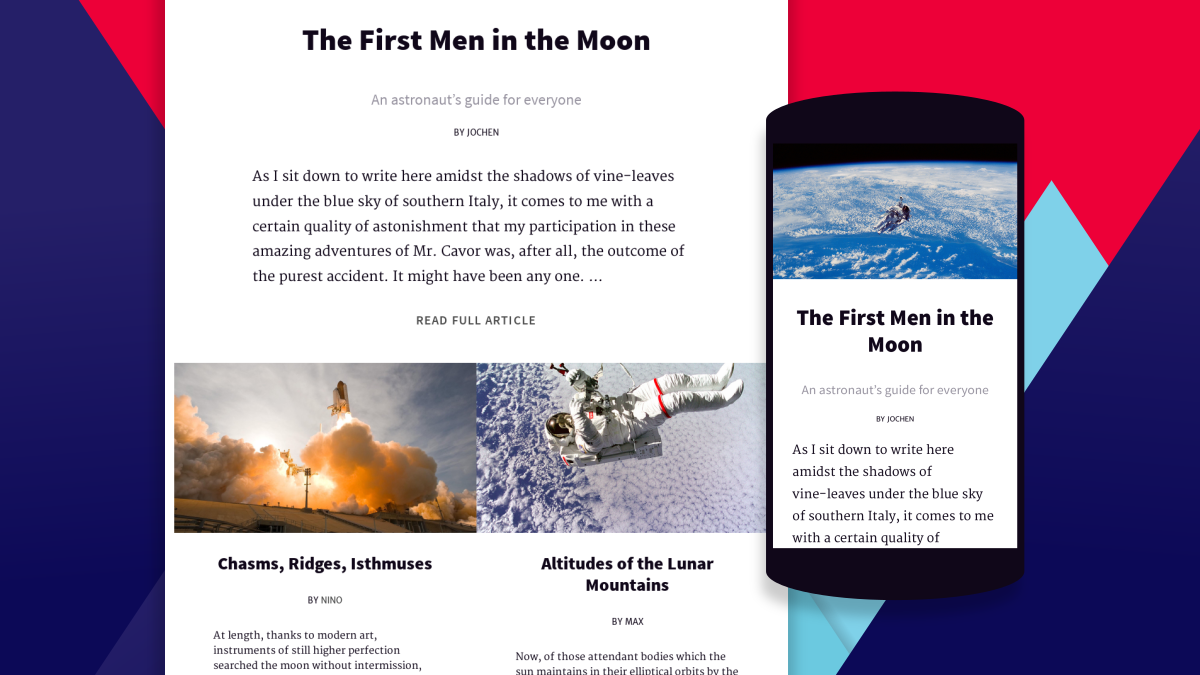 The First Men in the Moon
An astronaut's guide for everyone
BY JOCHEN
As I sit down to write here amidst the shadows of vine-leaves
under the blue sky of southern Italy, it comes to me with a
certain quality of astonishment that my participation in these
amazing adventures of Mr. Cavor was, after all, the outcome of
the purest accident. It might have been any one. …
READ FULL ARTICLE
Chasms, Ridges, Isthmuses
BY NINO
At length, thanks to modern art,
instruments of still higher perfection
searched the moon without intermission,
Altitudes of the Lunar
Mountains
BY MAX
Now, of those attendant bodies which the
sun maintains in their elliptical orbits by the
The First Men in the
Moon
An astronaut's guide for everyone
BY JOCHEN
As I sit down to write here
amidst the shadows of
vine-leaves under the blue sky
of southern Italy, it comes to me
with a certain quality of